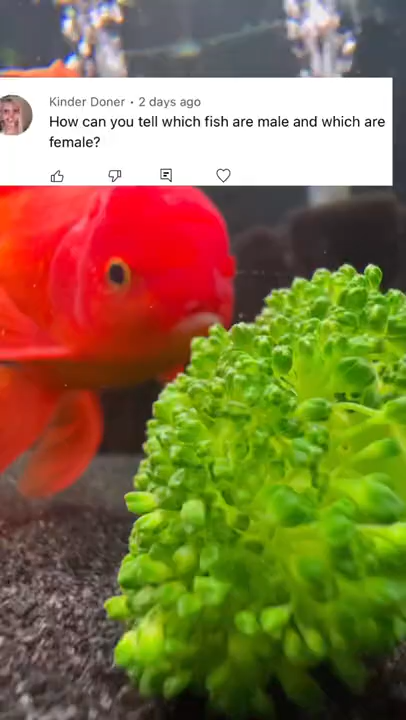 Kinder Doner • 2 days ago
How can you tell which fish are male and which are
female?